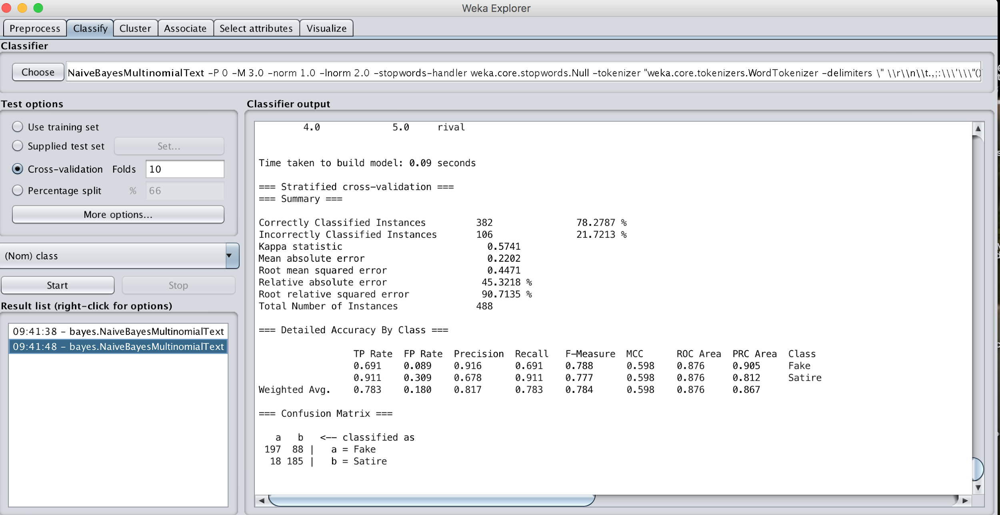 Weka Explorer
Preprocess Classify Cluster Associate Select attributes Visualize
Classifier
Choose NaiveBayesMultinomialText -P 0 -M 3.0 -norm 1.0 -lnorm 2.0 -stopwords-handler weka.core.stopwords.Null -tokenizer "weka.core.tokenizers.WordTokenizer -delimiters \" \\r\\n\\t.,;:\\\'\\\"()
Test options
Use training set
Supplied test set Set...
Cross-validation Folds 10
Percentage split % 66
More options...
(Nom) class
Start Stop
Result list (right-click for options)
09:41:38 - bayes.NaiveBayesMultinomialText
09:41:48 - bayes.NaiveBayesMultinomialText
Classifier output
4.0 5.0 rival
Time taken to build model: 0.09 seconds
=== Stratified cross-validation ===
=== Summary ===
Correctly Classified Instances 382 78.2787 %
Incorrectly Classified Instances 106 21.7213 %
Kappa statistic 0.5741
Mean absolute error 0.2202
Root mean squared error 0.4471
Relative absolute error 45.3218 %
Root relative squared error 90.7135 %
Total Number of Instances 488
=== Detailed Accuracy By Class ===
TP Rate FP Rate Precision Recall F-Measure MCC ROC Area PRC Area Class
0.691 0.089 0.916 0.691 0.788 0.598 0.876 0.905 Fake
0.911 0.309 0.678 0.911 0.777 0.598 0.876 0.812 Satire
Weighted Avg. 0.783 0.180 0.817 0.783 0.784 0.598 0.876 0.867
=== Confusion Matrix ===
a b <-- classified as
197 88 | a = Fake
18 185 | b = Satire